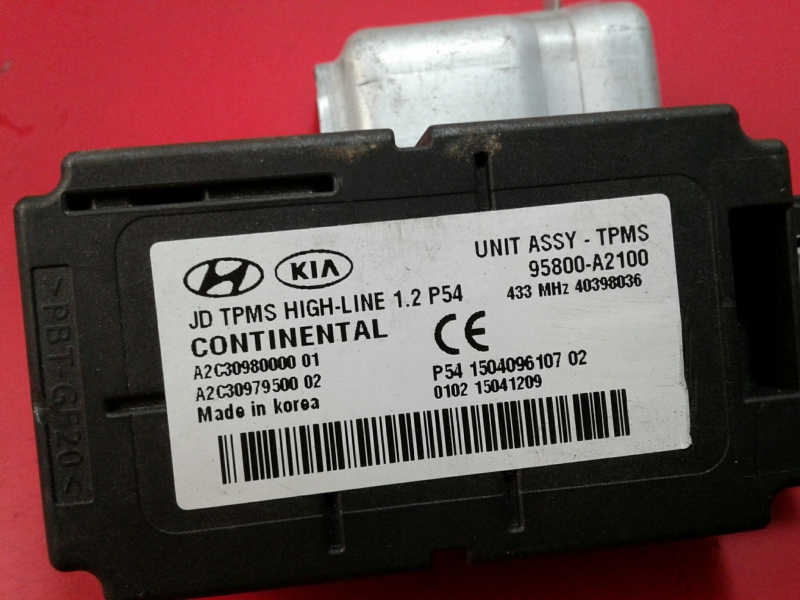 KIA
UNIT ASSY - TPMS
95800-A2100
433 MHz 40398036
JD TPMS HIGH-LINE 1.2 P54
CONTINENTAL
CE
A2C30980000 01
A2C30979500 02
Made in korea
P54 1504096107 02
0102 15041209
>PBT-GF20<